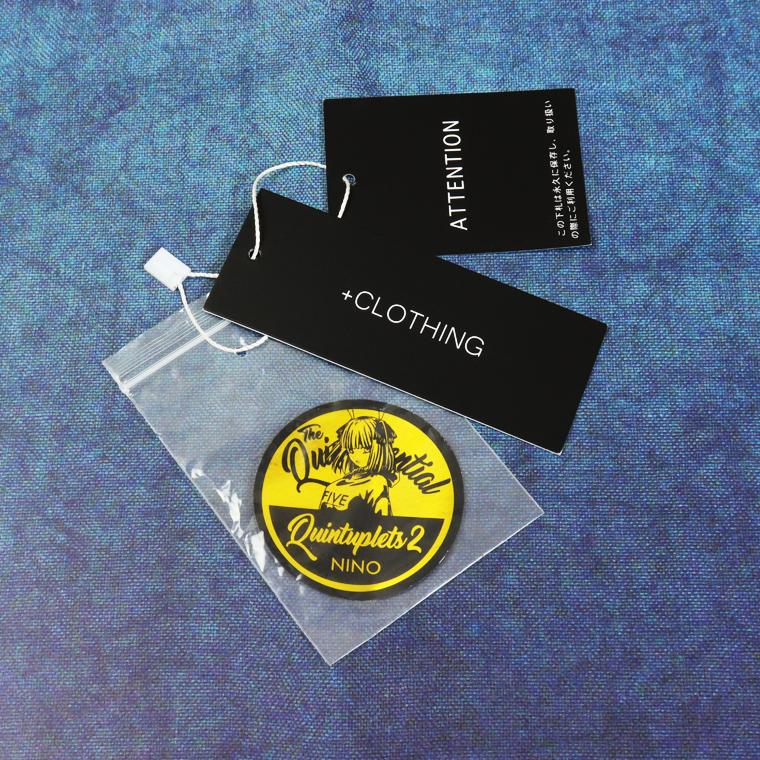 ATTENTION
この下札は永久に保存し、取り扱い
の際にご利用ください。
+CLOTHING
The
Quintessential
FIVE
Quintuplets 2
NINO